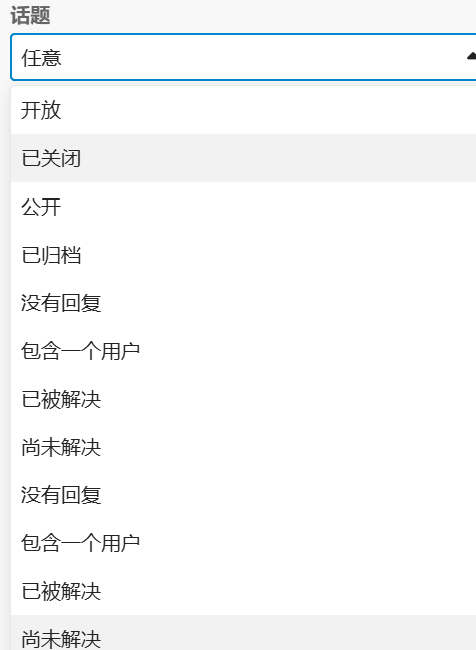 话题
任意
开放
已关闭
公开
已归档
没有回复
包含一个用户
已被解决
尚未解决
没有回复
包含一个用户
已被解决
尚未解决